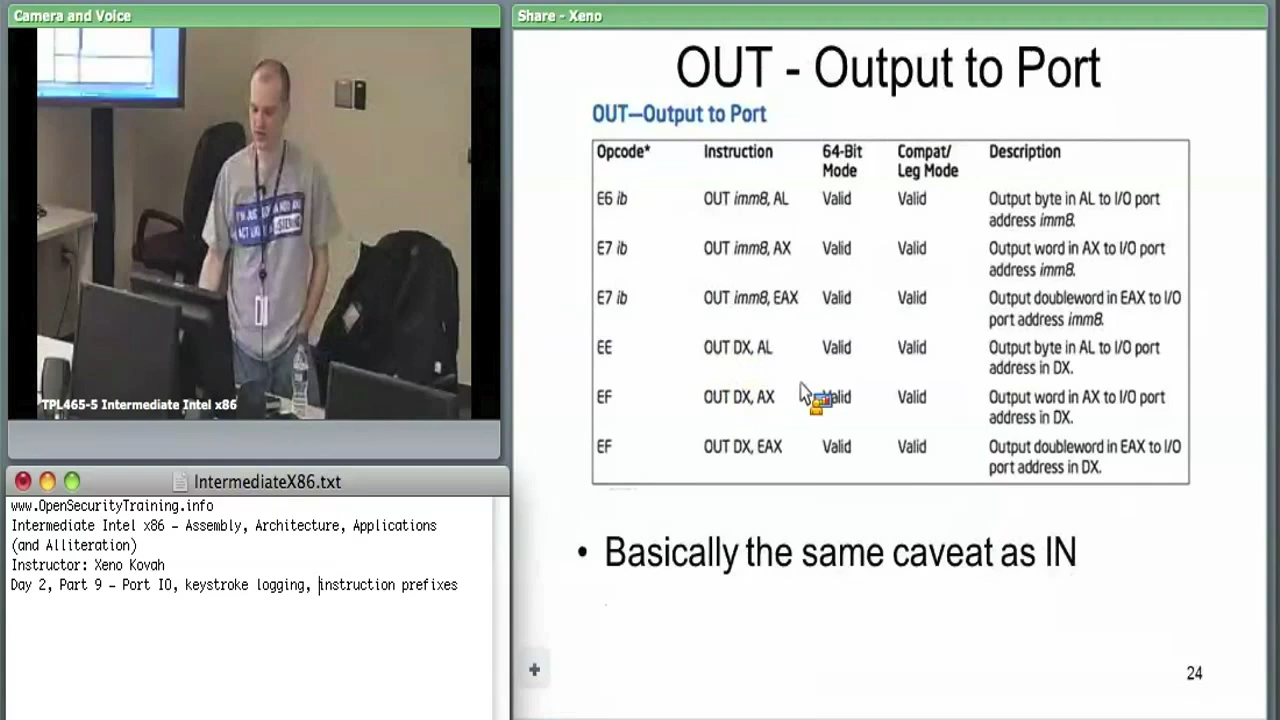 Camera and Voice
TPL465-5 Intermediate Intel x86
IntermediateX86.txt
www.OpenSecurityTraining.info
Intermediate Intel x86 – Assembly, Architecture, Applications
(and Alliteration)
Instructor: Xeno Kovah
Day 2, Part 9 – Port IO, keystroke logging, instruction prefixes
Share - Xeno
OUT - Output to Port
OUT—Output to Port
Opcode* Instruction 64-Bit Mode Compat/ Leg Mode Description
E6 ib OUT imm8, AL Valid Valid Output byte in AL to I/O port
address imm8.
E7 ib OUT imm8, AX Valid Valid Output word in AX to I/O port
address imm8.
E7 ib OUT imm8, EAX Valid Valid Output doubleword in EAX to I/O
port address imm8.
EE OUT DX, AL Valid Valid Output byte in AL to I/O port
address in DX.
EF OUT DX, AX Valid Valid Output word in AX to I/O port
address in DX.
EF OUT DX, EAX Valid Valid Output doubleword in EAX to I/O
port address in DX.
• Basically the same caveat as IN
24